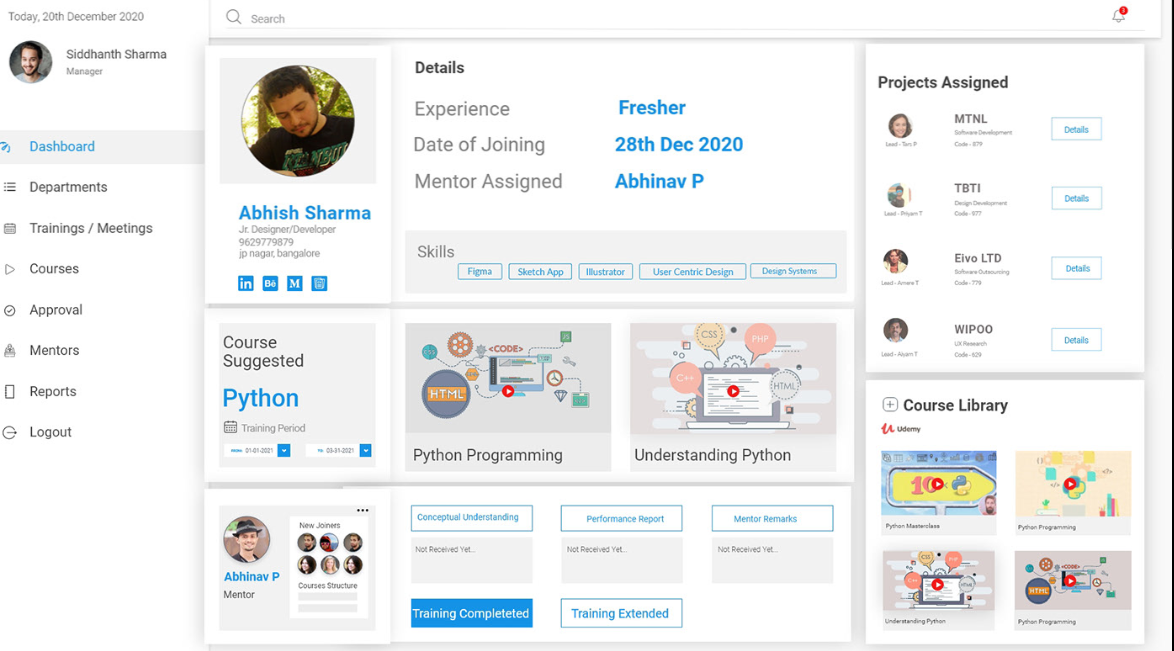 Today, 20th December 2020
Siddhanth Sharma
Manager
Dashboard
Departments
Trainings / Meetings
Courses
Approval
Mentors
Reports
Logout
Search
3
Abhish Sharma
Jr. Designer/Developer
9629779879
jp nagar, bangalore
in
Bē
M
Details
Experience Fresher
Date of Joining 28th Dec 2020
Mentor Assigned Abhinav P
Skills
Figma
Sketch App
Illustrator
User Centric Design
Design Systems
Course
Suggested
Python
Training Period
FROM 01-01-2021
TO 03-31-2021
<CODE>
HTML
Python Programming
CSS
PHP
C++
HTML
Understanding Python
Abhinav P
Mentor
New Joiners
Courses Structure
Conceptual Understanding
Not Received Yet...
Performance Report
Not Received Yet...
Mentor Remarks
Not Received Yet...
Training Completeted
Training Extended
Projects Assigned
MTNL
Software Development
Code - 879
Details
TBTI
Design Development
Code - 877
Lead - Priyam T
Details
Eivo LTD
Software Outsourcing
Code - 779
Details
WIPOO
UX Research
Code - 629
Details
Course Library
Udemy
Python Masterclass
Python Programming
CSS
PHP
C++
HTML
Understanding Python
HTML
Python Programming